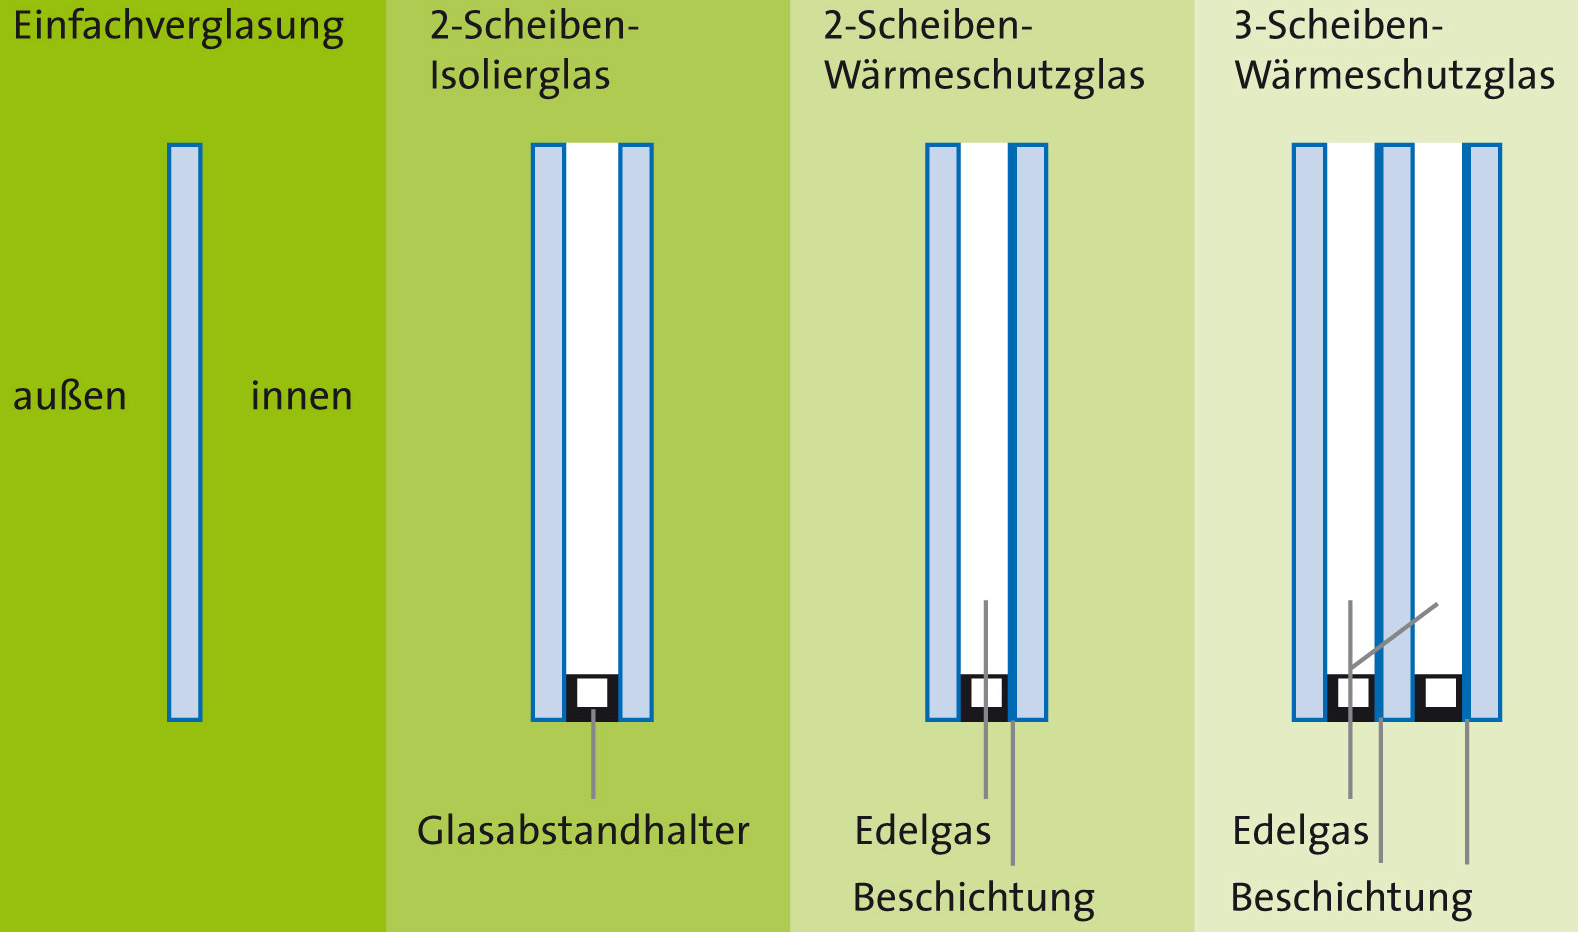 Einfachverglasung
außen
innen
2-Scheiben-
Isolierglas
Glasabstandhalter
2-Scheiben-
Wärmeschutzglas
Edelgas
Beschichtung
3-Scheiben-
Wärmeschutzglas
Edelgas
Beschichtung